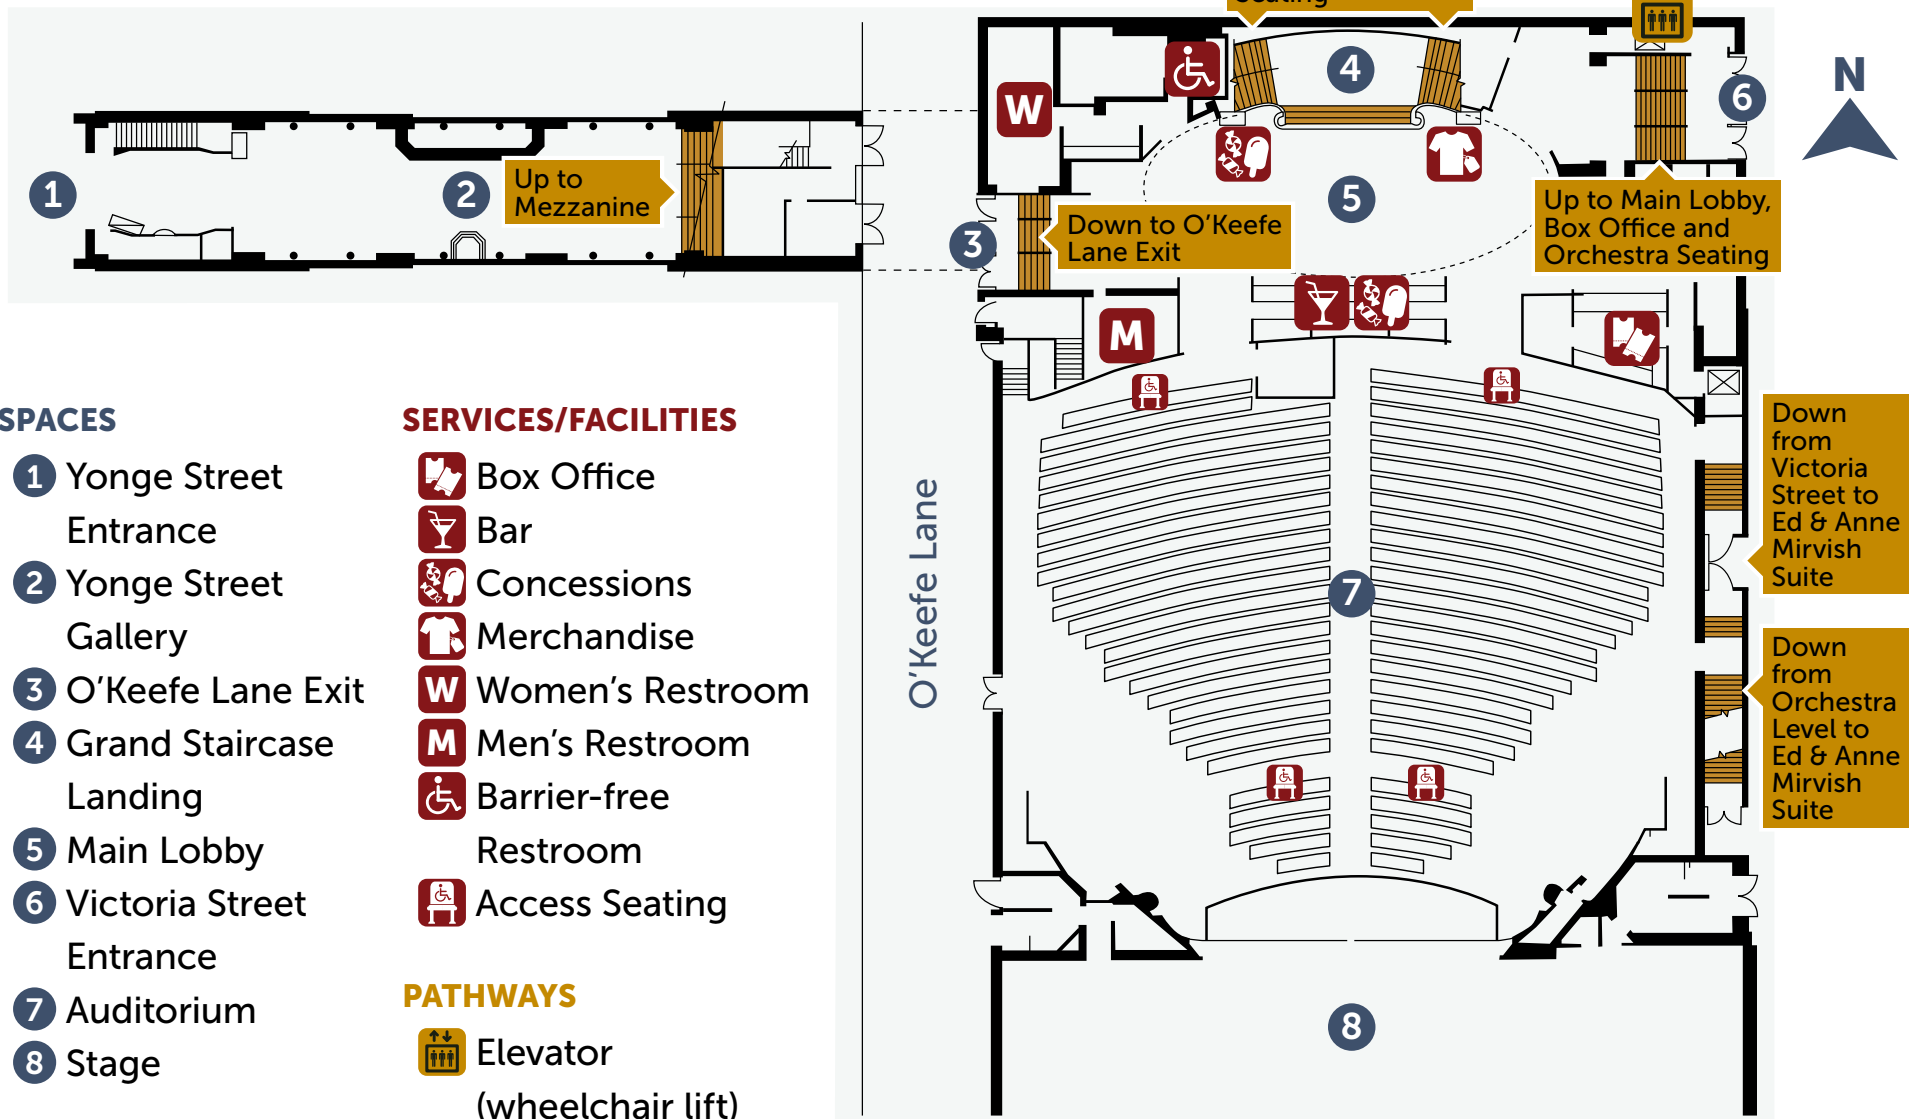 Seating
4
N
W
6
1
2
Up to
Mezzanine
5
Up to Main Lobby,
Box Office and
Orchestra Seating
3
Down to O'Keefe
Lane Exit
M
O'Keefe Lane
7
Down
from
Victoria
Street to
Ed & Anne
Mirvish
Suite
Down
from
Orchestra
Level to
Ed & Anne
Mirvish
Suite
8
SPACES
1 Yonge Street
Entrance
2 Yonge Street
Gallery
3 O'Keefe Lane Exit
4 Grand Staircase
Landing
5 Main Lobby
6 Victoria Street
Entrance
7 Auditorium
8 Stage
SERVICES/FACILITIES
Box Office
Bar
Concessions
Merchandise
W Women's Restroom
M Men's Restroom
Barrier-free
Restroom
Access Seating
PATHWAYS
Elevator
(wheelchair lift)